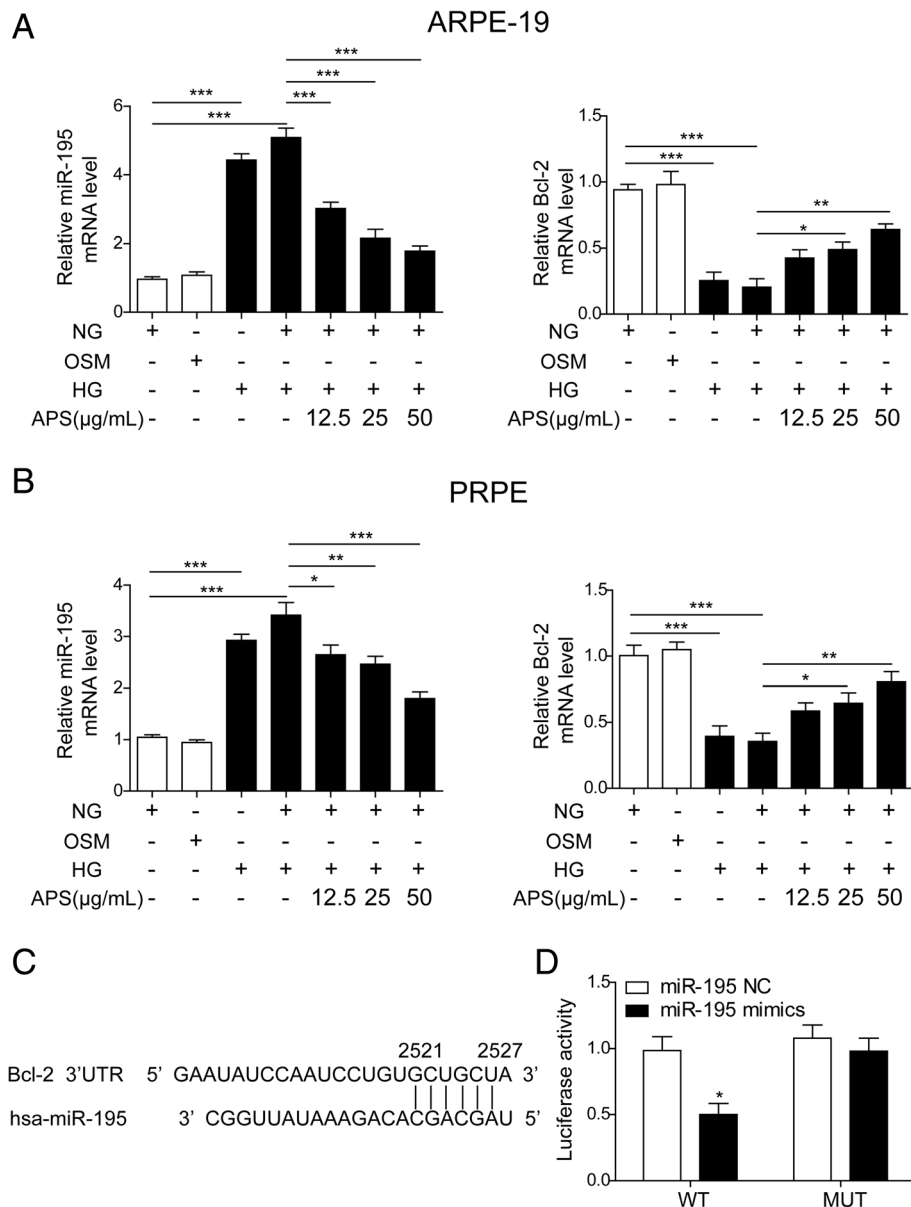 A
ARPE-19
***
***
***
***
***
***
6
4
2
0
Relative miR-195
mRNA level
NG + - - + + + +
OSM - + - - - - -
HG - - + + + + +
APS(μg/mL) - - - - 12.5 25 50
***
***
**
*
1.5
1.0
0.5
0.0
Relative Bcl-2
mRNA level
+ - - + + + +
NG
- + - - - - -
OSM
- - + + + + +
HG
- - - - 12.5 25 50
APS(μg/mL)
B
PRPE
***
***
**
***
*
***
4
3
2
1
0
Relative miR-195
mRNA level
NG + - - + + + +
OSM - + - - - - -
HG - - + + + + +
APS(μg/mL) - - - - 12.5 25 50
***
***
**
*
1.5
1.0
0.5
0.0
Relative Bcl-2
mRNA level
NG + - - + + + +
OSM - + - - - - -
HG - - + + + + +
APS(μg/mL) - - - - 12.5 25 50
C
2521 2527
Bcl-2 3'UTR 5' GAAUAUCCAAUCCUGUGCUGCUA 3'
hsa-miR-195 3' CGGUUAUAAAGACACGACGAU 5'
D
miR-195 NC
miR-195 mimics
1.5
1.0
0.5
0.0
Luciferase activity
*
WT MUT